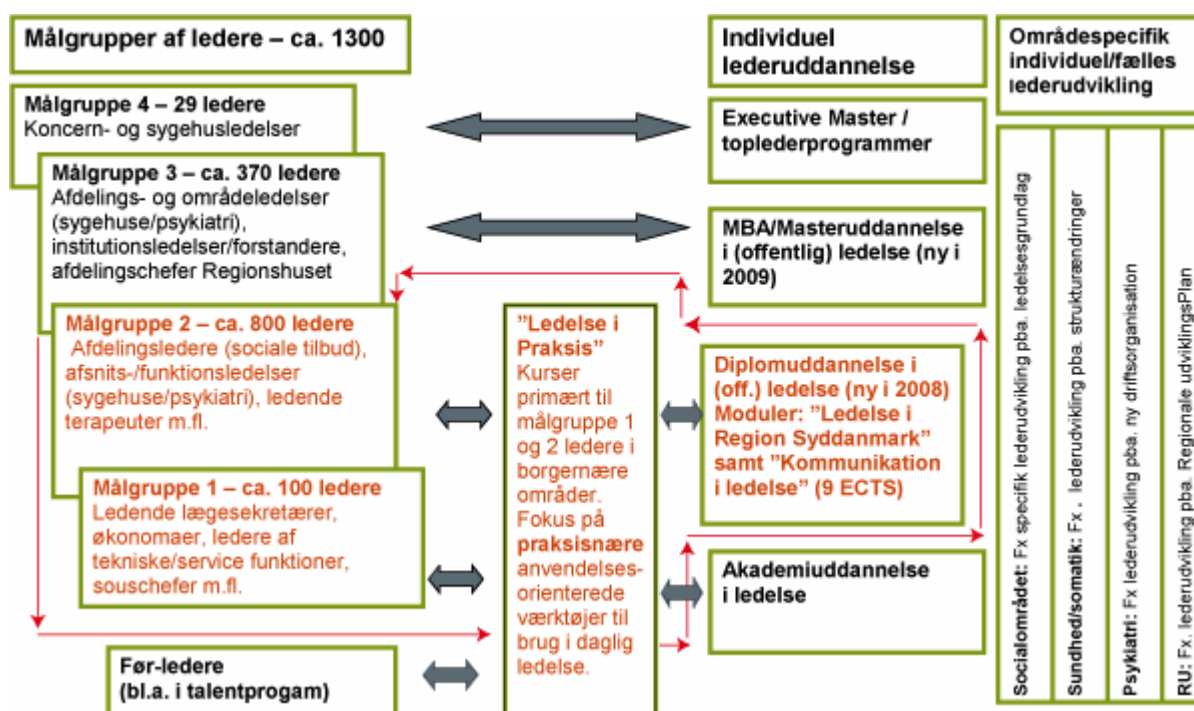 Målgrupper af ledere – ca. 1300
Målgruppe 4 – 29 ledere
Koncern- og sygehusledelser
Målgruppe 3 – ca. 370 ledere
Afdelings- og områdeledelser
(sygehuse/psykiatri),
institutionsledelser/forstandere,
afdelingschefer Regionshuset
Målgruppe 2 – ca. 800 ledere
Afdelingsledere (sociale tilbud),
afsnits-/funktionsledelser
(sygehuse/psykiatri), ledende
terapeuter m.fl.
Målgruppe 1 – ca. 100 ledere
Ledende lægesekretærer,
økonomaer, ledere af
tekniske/service funktioner,
souschefer m.fl.
Før-ledere
(bl.a. i talentprogam)
”Ledelse i
Praksis”
Kurser
primært til
målgruppe 1
og 2 ledere i
borgernære
områder.
Fokus på
praksisnære
anvendelses-
orienterede
værktøjer til
brug i daglig
ledelse.
Individuel
lederuddannelse
Executive Master /
toplederprogrammer
MBA/Masteruddannelse
i (offentlig) ledelse (ny i
2009)
Diplomuddannelse i
(off.) ledelse (ny i 2008)
Moduler: ”Ledelse i
Region Syddanmark”
samt ”Kommunikation
i ledelse” (9 ECTS)
Akademiuddannelse
i ledelse
Områdespecifik
individuel/fælles
lederudvikling
Socialområdet: Fx specifik lederudvikling pba. ledelsesgrundlag
Sundhed/somatik: Fx . lederudvikling pba. strukturændringer
Psykiatri: Fx lederudvikling pba. ny driftsorganisation
RU: Fx. lederudvikling pba. Regionale udviklingsPlan